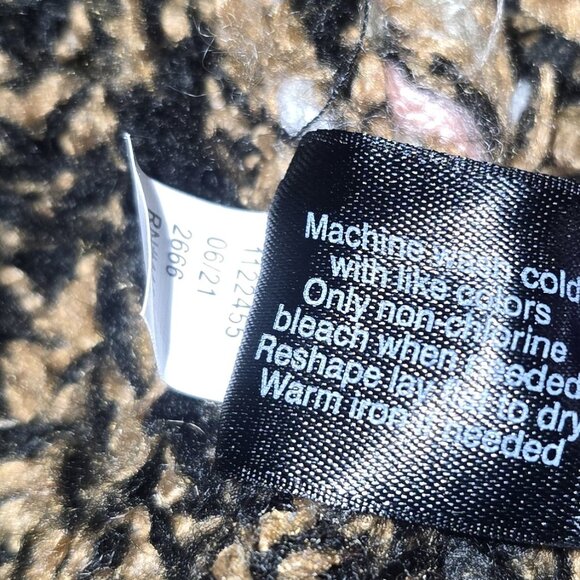 1122455
06/21
2666
Machine wash cold
with like colors
Only non-chlorine
bleach when needed
Reshape lay flat to dry
Warm iron if needed